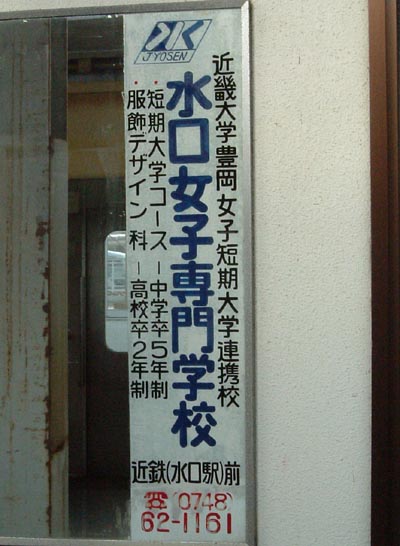 JYOSEN
近畿大学豊岡女子短期大学連携校
水口女子専門学校
・短期大学コース－中学卒5年制
・服飾デザイン科－高校卒2年制
近鉄(水口駅)前
☎(0748)
62-1161